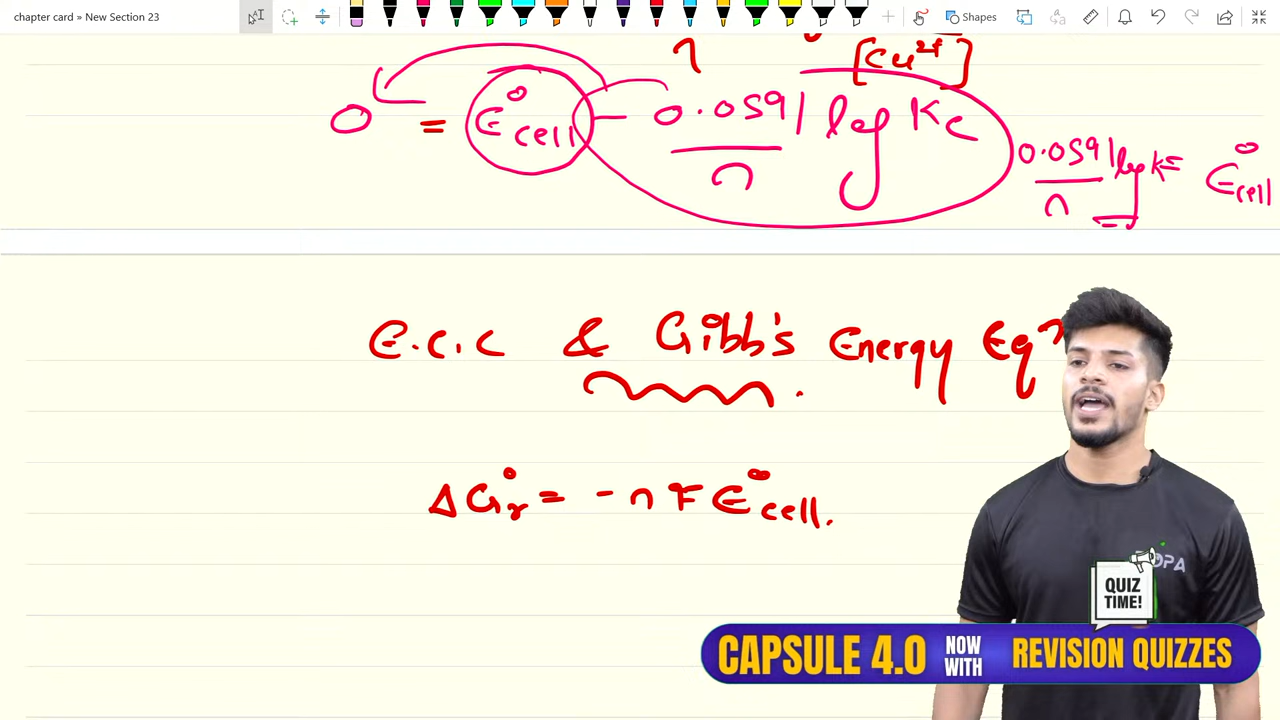 chapter card » New Section 23
Shapes
[Cu²⁺]
0 = E°cell – 0.0591/n log Kc
0.0591/n log K = E°cell
E.C.C & Gibb's Energy Eqⁿ
ΔG°r = -nFE°cell.
OPA
QUIZ
TIME!
CAPSULE 4.0 NOW WITH REVISION QUIZZES